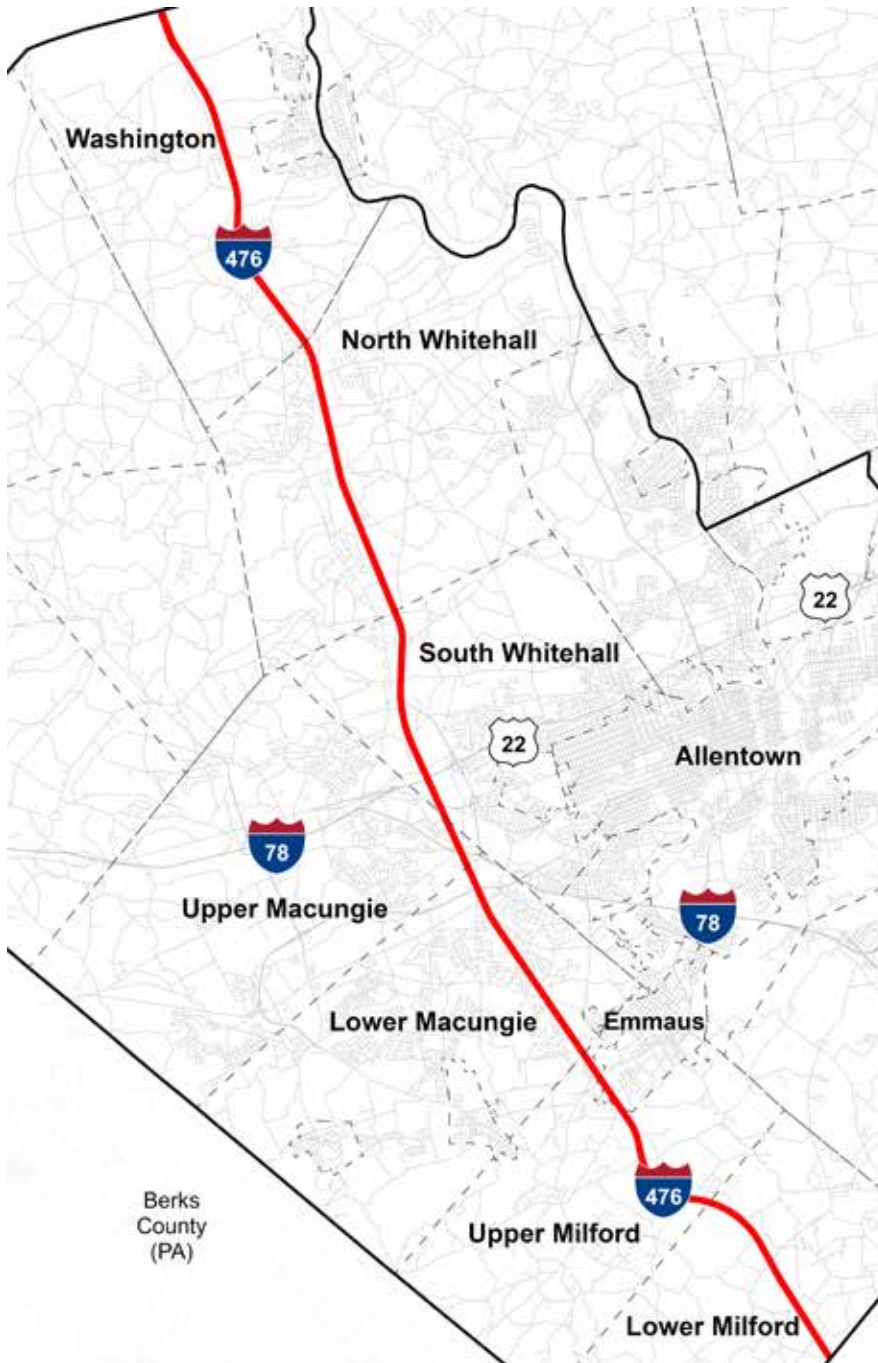 Washington
476
North Whitehall
22
South Whitehall
22
Allentown
78
Upper Macungie
78
Lower Macungie
Emmaus
476
Berks
County
(PA)
Upper Milford
Lower Milford